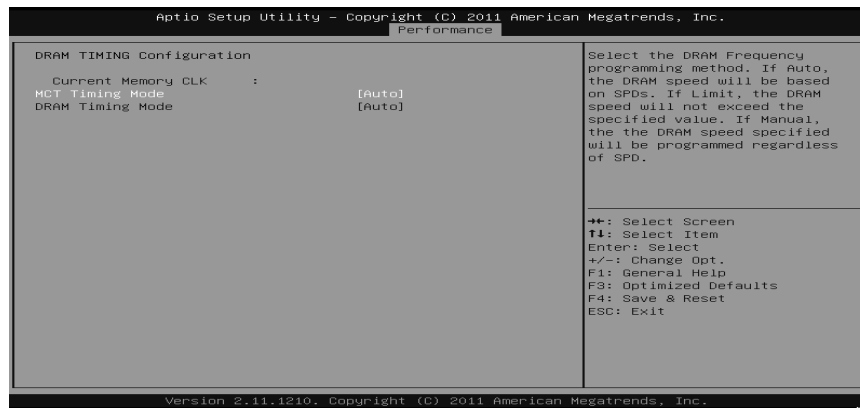 Aptio Setup Utility – Copyright (C) 2011 American Megatrends, Inc.
Performance
DRAM TIMING Configuration
Current Memory CLK :
MCT Timing Mode [Auto]
DRAM Timing Mode [Auto]
Select the DRAM Frequency
programming method. If Auto,
the DRAM speed will be based
on SPDs. If Limit, the DRAM
speed will not exceed the
specified value. If Manual,
the the DRAM speed specified
will be programmed regardless
of SPD.
→←: Select Screen
↑↓: Select Item
Enter: Select
+/-: Change Opt.
F1: General Help
F3: Optimized Defaults
F4: Save & Reset
ESC: Exit
Version 2.11.1210. Copyright (C) 2011 American Megatrends, Inc.